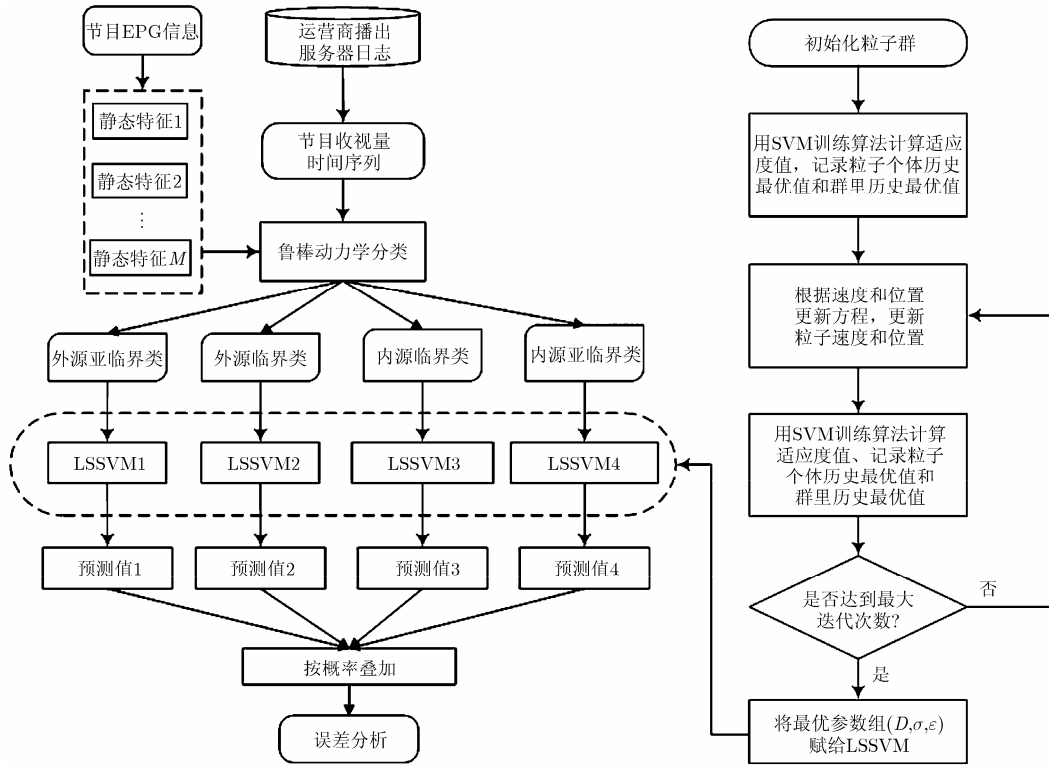 节目EPG信息
运营商播出
服务器日志
静态特征1
静态特征2
⋮
静态特征M
节目收视量
时间序列
鲁棒动力学分类
外源亚临界类
外源临界类
内源临界类
内源亚临界类
LSSVM1
LSSVM2
LSSVM3
LSSVM4
预测值1
预测值2
预测值3
预测值4
按概率叠加
误差分析
初始化粒子群
用SVM训练算法计算适应
度值，记录粒子个体历史
最优值和群里历史最优值
根据速度和位置
更新方程，更新
粒子速度和位置
用SVM训练算法计算
适应度值、记录粒子
个休历史最优值和
群里历史最优值
是否达到最大
迭代次数?
否
是
将最优参数组(D,σ,ε)
赋给LSSVM